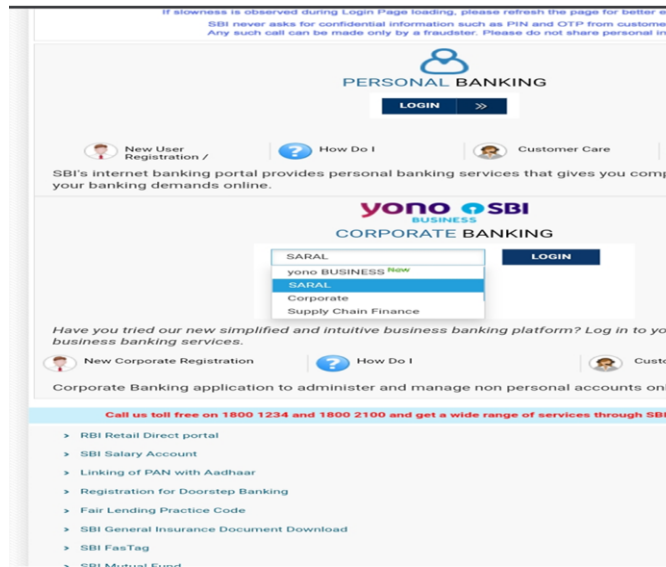 If slowness is observed during Login Page loading, please refresh the page for better
SBI never asks for confidential information such as PIN and OTP from
Any such call can be made only by a fraudster. Please do not share personal
PERSONAL BANKING
LOGIN »
New User
Registration /
How Do I
Customer Care
SBI's internet banking portal provides personal banking services that gives you
your banking demands online.
yono SBI
BUSINESS
CORPORATE BANKING
SARAL
LOGIN
yono BUSINESS New
SARAL
Corporate
Supply Chain Finance
Have you tried our new simplified and intuitive business banking platform? Log in to
business banking services.
New Corporate Registration
How Do I
Corporate Banking application to administer and manage non personal accounts
Call us toll free on 1800 1234 and 1800 2100 and get a wide range of services through SBI
> RBI Retail Direct portal
> SBI Salary Account
> Linking of PAN with Aadhaar
> Registration for Doorstep Banking
> Fair Lending Practice Code
> SBI General Insurance Document Download
> SBI FasTag
> SBI Mutual Fund